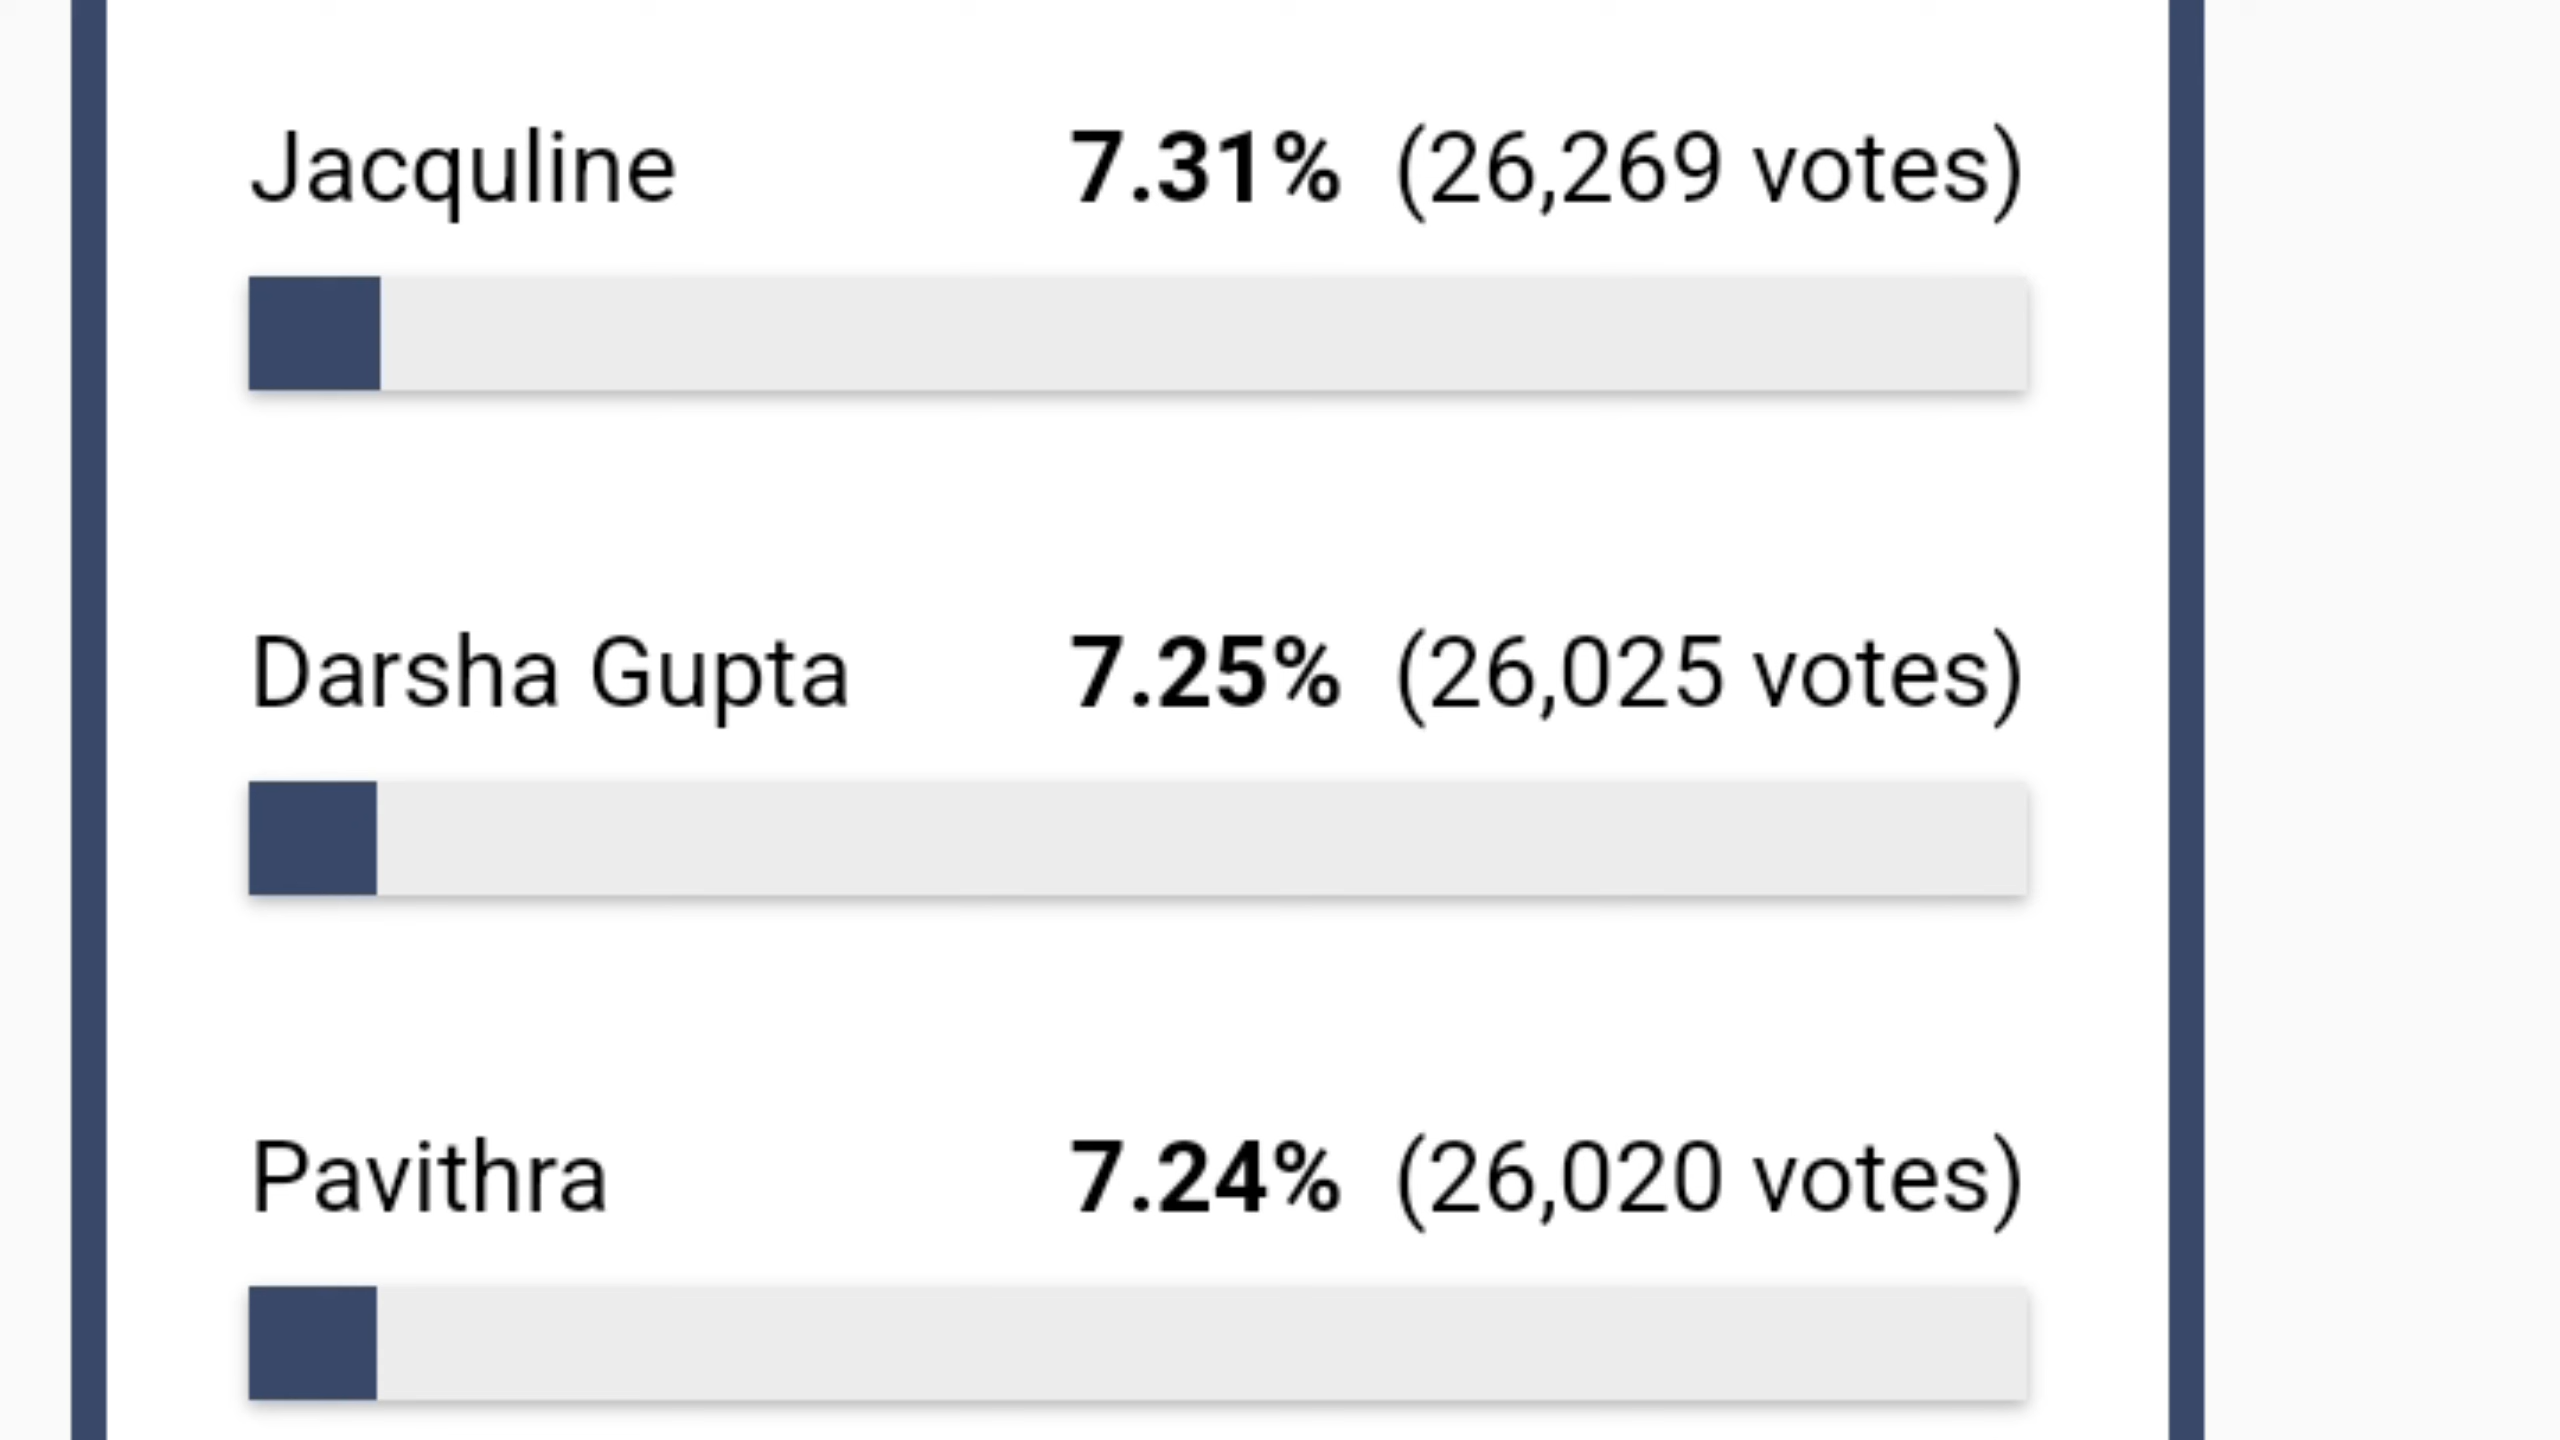 Jacquline 7.31% (26,269 votes)
Darsha Gupta 7.25% (26,025 votes)
Pavithra 7.24% (26,020 votes)